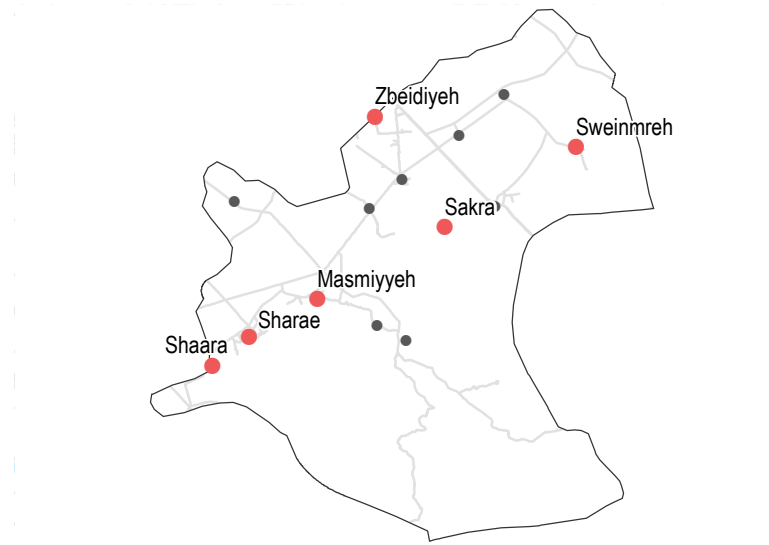 Zbeidiyeh
Sweinmreh
Sakra
Masmiyyeh
Sharae
Shaara